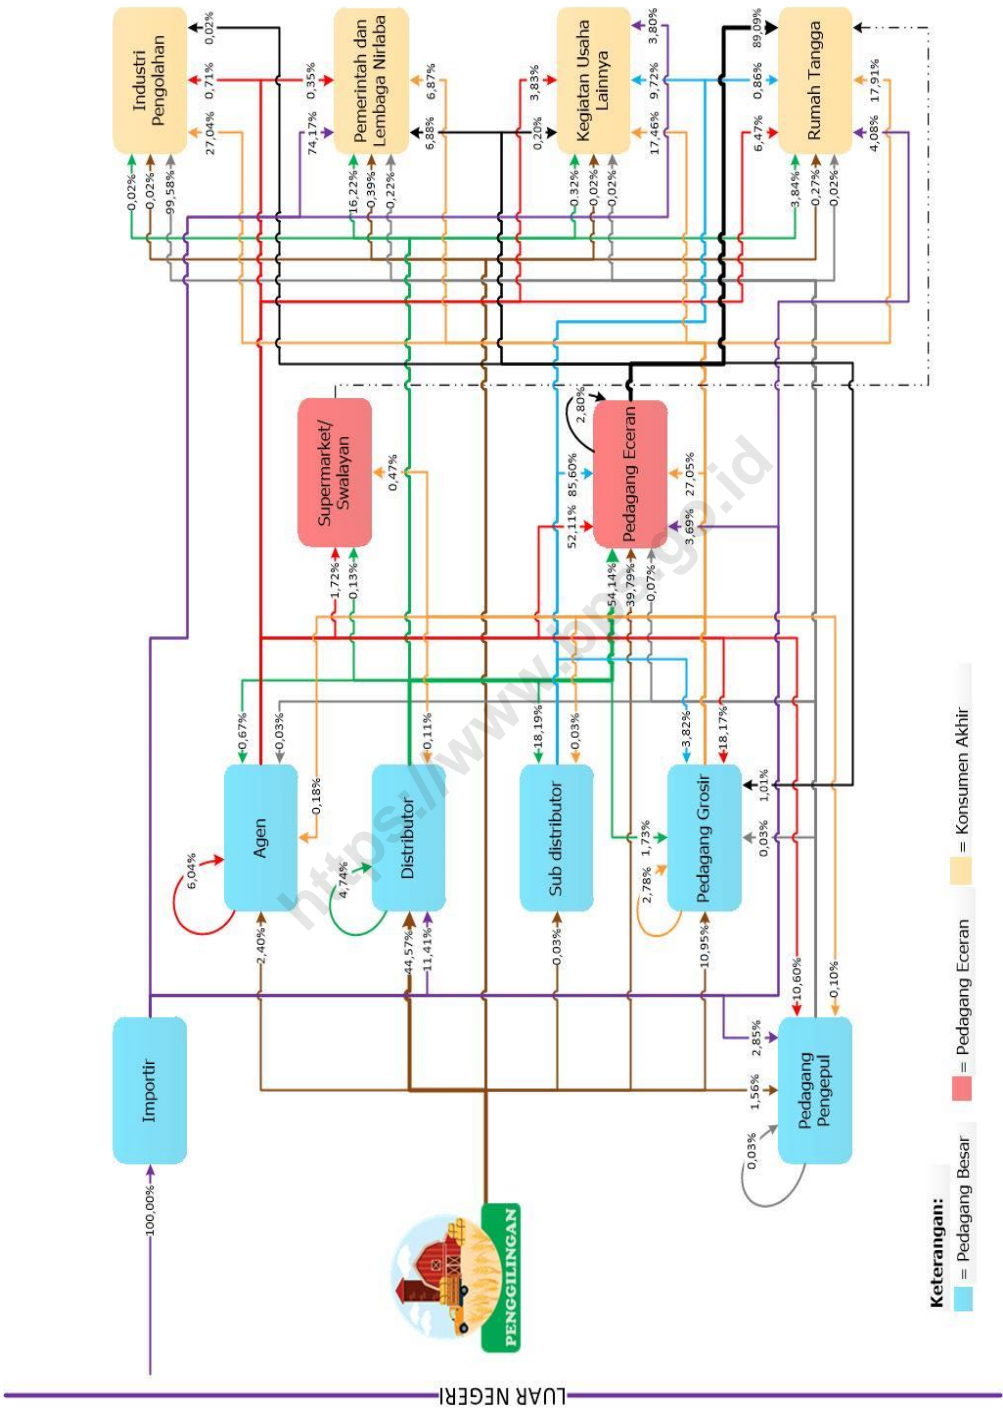 LUAR NEGERI
100,00%
PENGGILINGAN
Importir
Agen
Distributor
Sub distributor
Pedagang Grosir
Pedagang
Pengepul
Supermarket/
Swalayan
Pedagang Eceran
Industri
Pengolahan
Pemerintah dan
Lembaga Nirlaba
Kegiatan Usaha
Lainnya
Rumah Tangga
2,40%
44,57%
11,41%
0,03%
10,95%
1,56%
2,85%
0,03%
10,60%
0,10%
6,04%
4,74%
2,78%
1,73%
0,03%
1,01%
0,18%
0,67%
0,03%
0,11%
18,19%
0,03%
3,82%
18,17%
1,72%
0,13%
0,47%
52,11%
85,60%
2,80%
54,14%
39,79%
0,07%
3,69%
27,05%
0,02%
0,02%
99,58%
27,04%
0,71%
0,02%
16,22%
0,39%
0,22%
74,17%
0,35%
6,88%
6,87%
0.32%
0,02%
0,02%
0,20%
3,83%
17,46%
9,72%
3,80%
3,84%
0,27%
0,02%
6,47%
0,86%
89,09%
4,08%
17,91%
Keterangan:
= Pedagang Besar
= Pedagang Eceran
= Konsumen Akhir
https://www.bps.go.id